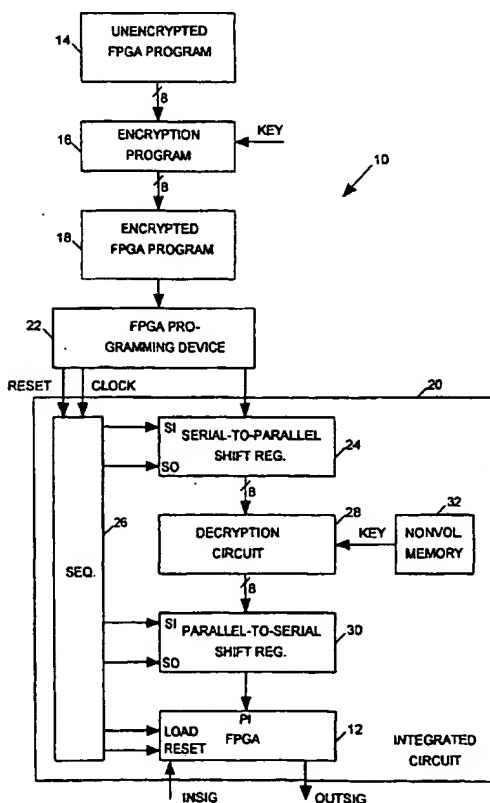 14
UNENCRYPTED
FPGA PROGRAM
8
16
ENCRYPTION
PROGRAM
KEY
10
8
18
ENCRYPTED
FPGA PROGRAM
22
FPGA PRO-
GRAMMING DEVICE
RESET
CLOCK
20
SI
SERIAL-TO-PARALLEL
SO
SHIFT REG.
24
8
28
32
26
DECRYPTION
CIRCUIT
KEY
NONVOL.
MEMORY
SEQ.
8
SI
PARALLEL-TO-SERIAL
SO
SHIFT REG.
30
PI
LOAD
FPGA
RESET
12
INTEGRATED
CIRCUIT
INSIG
OUTSIG